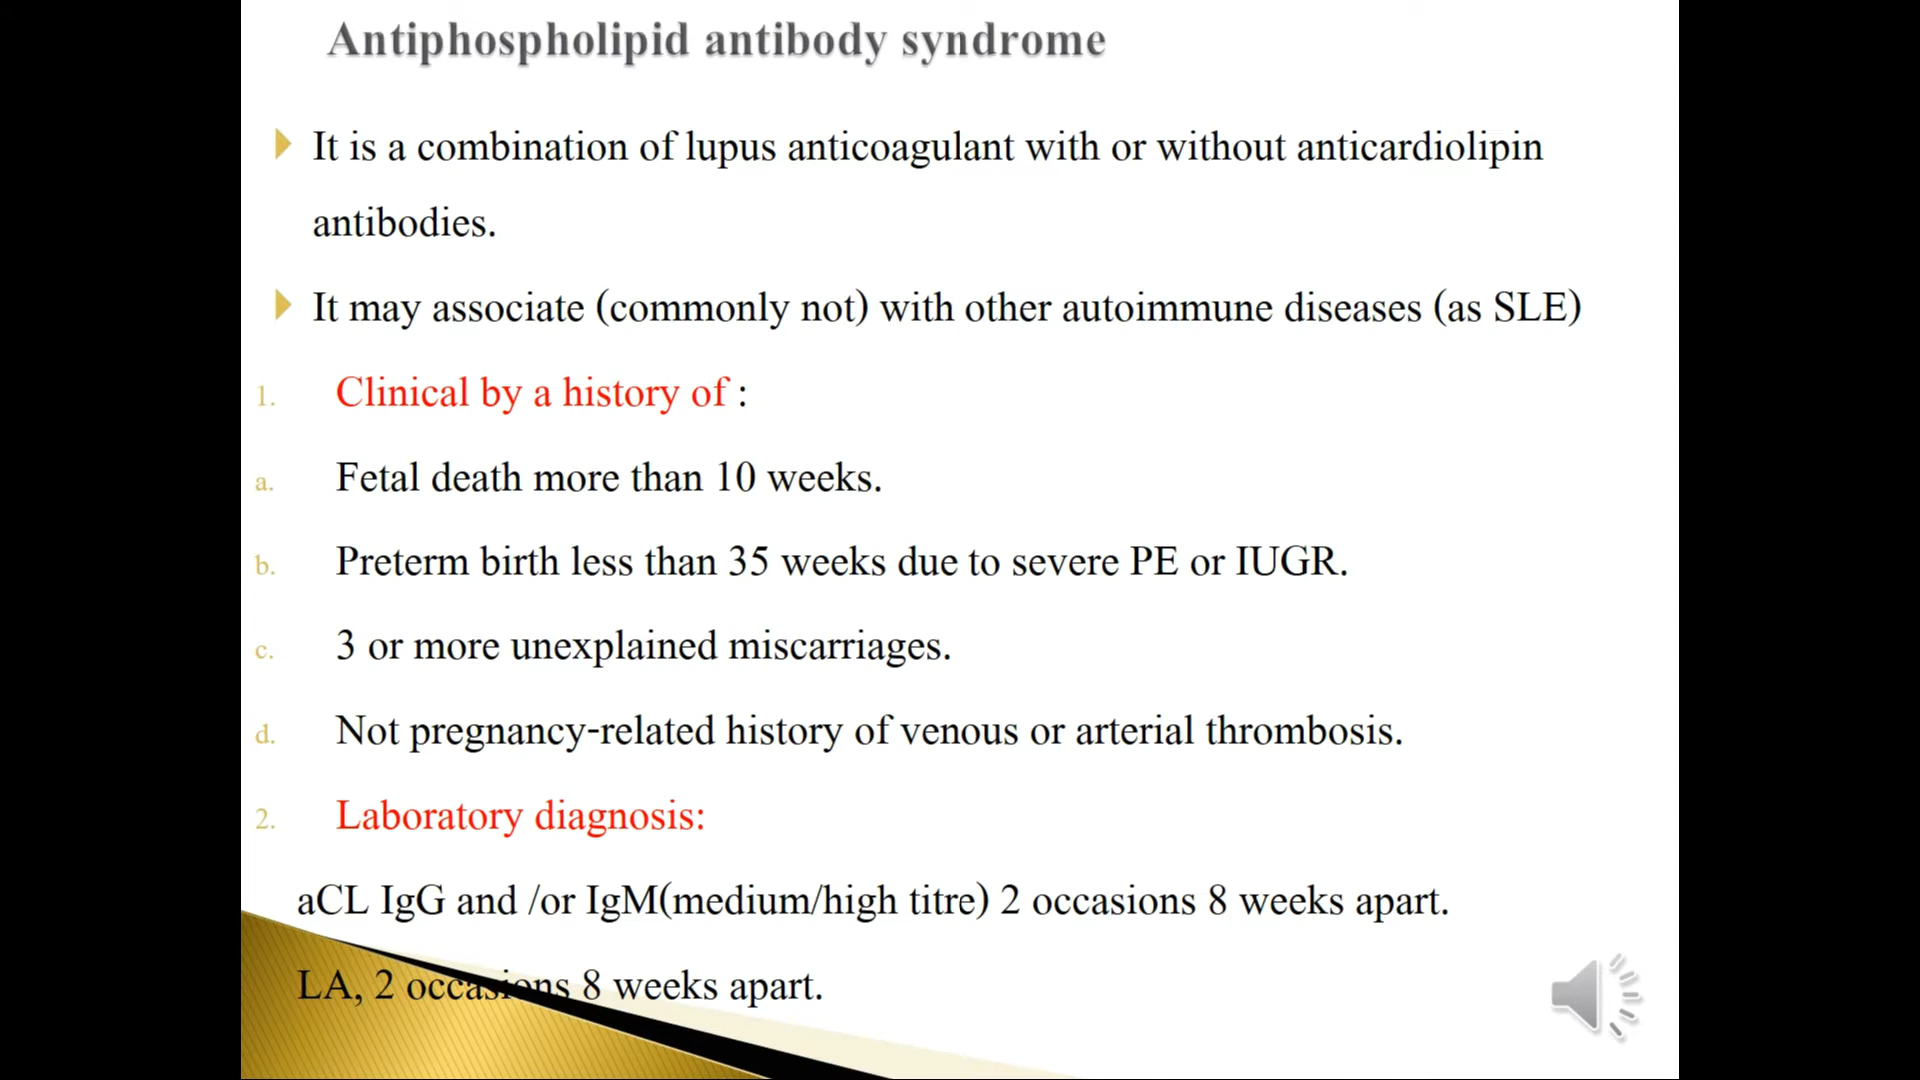 Antiphospholipid antibody syndrome
It is a combination of lupus anticoagulant with or without anticardiolipin
antibodies.
It may associate (commonly not) with other autoimmune diseases (as SLE)
1. Clinical by a history of :
a. Fetal death more than 10 weeks.
b. Preterm birth less than 35 weeks due to severe PE or IUGR.
c. 3 or more unexplained miscarriages.
d. Not pregnancy-related history of venous or arterial thrombosis.
2. Laboratory diagnosis:
aCL IgG and /or IgM(medium/high titre) 2 occasions 8 weeks apart.
LA, 2 occasions 8 weeks apart.